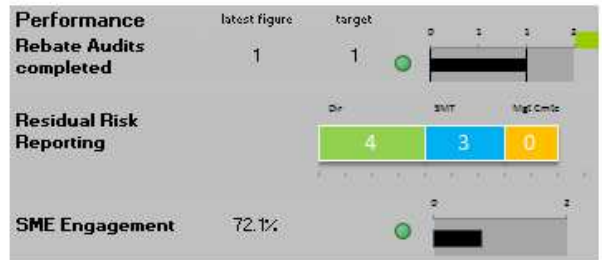 Performance latest figure target
Rebate Audits completed 1 1
0 1 1 2
Residual Risk Reporting
Dir SMT Mgt Cmte
4 3 0
SME Engagement 72.1%
0 2